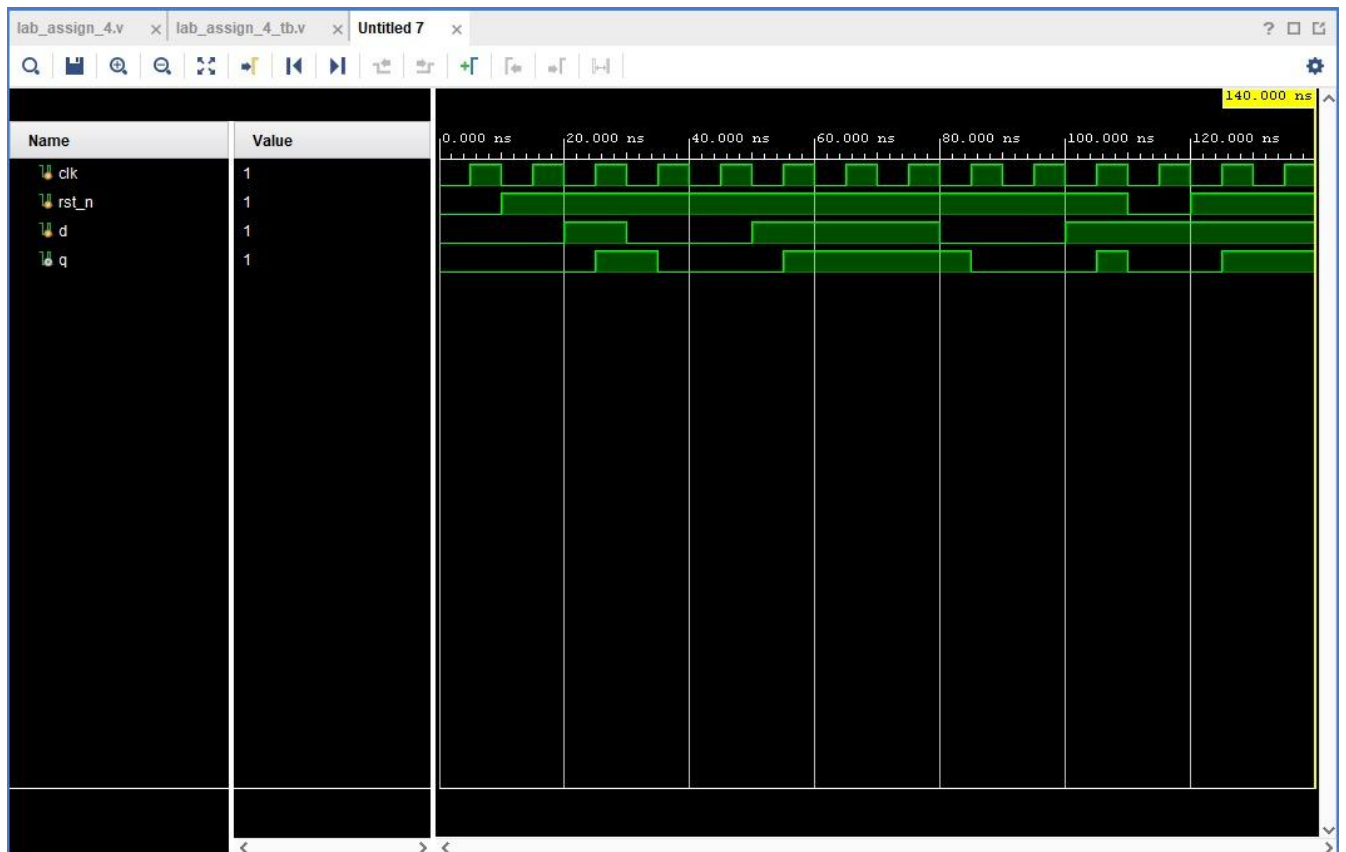 lab_assign_4.v × lab_assign_4_tb.v × Untitled 7 × ?
140.000 ns
Name Value 0.000 ns 20.000 ns 40.000 ns 60.000 ns 80.000 ns 100.000 ns 120.000 ns
clk 1
rst_n 1
d 1
q 1